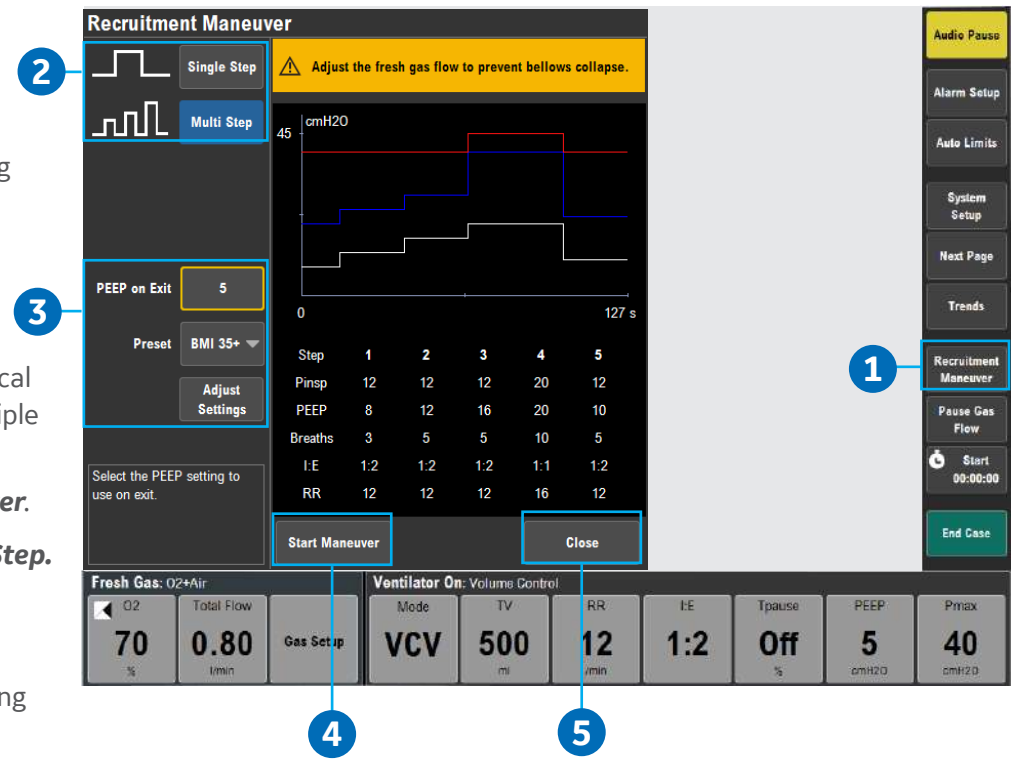 Recruitment Maneuver
2
Single Step
Multi Step
⚠ Adjust the fresh gas flow to prevent bellows collapse.
45
cmH2O
0
127 s
g
3
PEEP on Exit
5
Preset
BMI 35+
Adjust
Settings
cal
iple
er.
Step.
ng
Step 1 2 3 4 5
Pinsp 12 12 12 20 12
PEEP 8 12 16 20 10
Breaths 3 5 5 10 5
I:E 1:2 1:2 1:2 1:1 1:2
RR 12 12 12 16 12
Select the PEEP setting to
use on exit.
Start Maneuver
Close
Audio Pause
Alarm Setup
Auto Limits
System
Setup
Next Page
Trends
1
Recruitment
Maneuver
Pause Gas
Flow
Start
00:00:00
End Case
Fresh Gas: O2+Air
Ventilator On: Volume Control
O2
70
%
Total Flow
0.80
l/min
Gas Setup
Mode
VCV
TV
500
ml
RR
12
/min
I:E
1:2
Tpause
Off
%
PEEP
5
cmH2O
Pmax
40
cmH2O
4
5